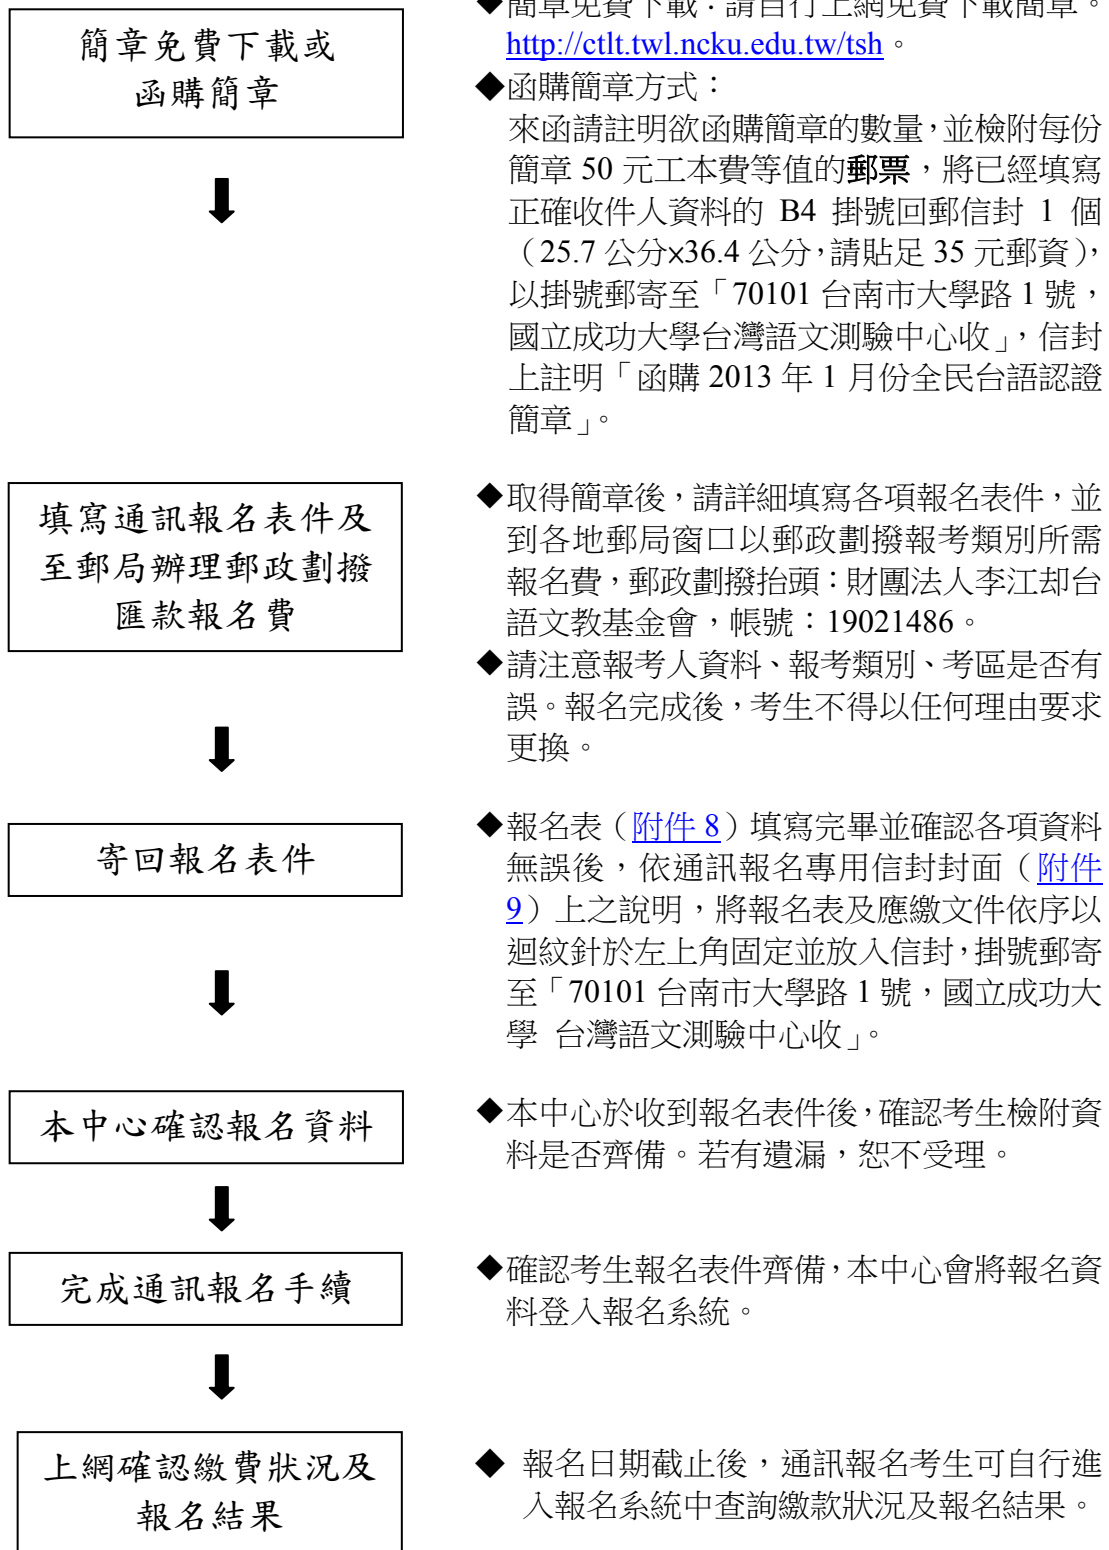 ◆簡章免費下載：請自行上網免費下載簡章。
簡章免費下載或
函購簡章
http://ctlt.twl.ncku.edu.tw/tsh。
◆函購簡章方式：
來函請註明欲函購簡章的數量，並檢附每份
簡章 50 元工本費等值的郵票，將已經填寫
正確收件人資料的 B4 掛號回郵信封 1 個
（25.7 公分×36.4 公分，請貼足 35 元郵資），
以掛號郵寄至「70101 台南市大學路 1 號，
國立成功大學台灣語文測驗中心收」，信封
上註明「函購 2013 年 1 月份全民台語認證
簡章」。
填寫通訊報名表件及
至郵局辦理郵政劃撥
匯款報名費
◆取得簡章後，請詳細填寫各項報名表件，並
到各地郵局窗口以郵政劃撥報考類別所需
報名費，郵政劃撥抬頭：財團法人李江却台
語文教基金會，帳號：19021486。
◆請注意報考人資料、報考類別、考區是否有
誤。報名完成後，考生不得以任何理由要求
更換。
寄回報名表件
◆報名表（附件 8）填寫完畢並確認各項資料
無誤後，依通訊報名專用信封封面（附件
9）上之說明，將報名表及應繳文件依序以
迴紋針於左上角固定並放入信封，掛號郵寄
至「70101 台南市大學路 1 號，國立成功大
學 台灣語文測驗中心收」。
本中心確認報名資料
◆本中心於收到報名表件後，確認考生檢附資
料是否齊備。若有遺漏，恕不受理。
完成通訊報名手續
◆確認考生報名表件齊備，本中心會將報名資
料登入報名系統。
上網確認繳費狀況及
報名結果
◆ 報名日期截止後，通訊報名考生可自行進
入報名系統中查詢繳款狀況及報名結果。